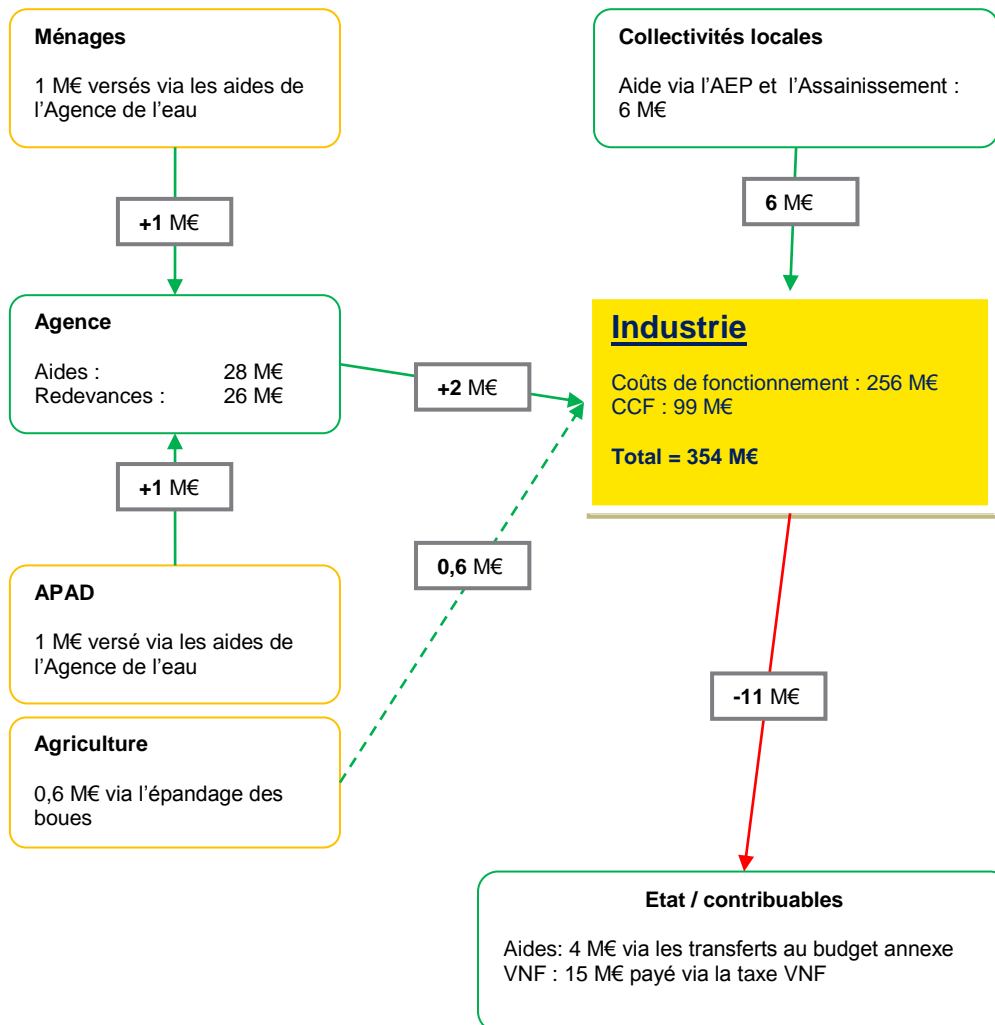 Ménages
1 M€ versés via les aides de
l'Agence de l'eau
Collectivités locales
Aide via l'AEP et l'Assainissement :
6 M€
+1 M€
6 M€
Agence
Aides : 28 M€
Redevances : 26 M€
+2 M€
Industrie
Coûts de fonctionnement : 256 M€
CCF : 99 M€
Total = 354 M€
+1 M€
0,6 M€
APAD
1 M€ versé via les aides de
l'Agence de l'eau
-11 M€
Agriculture
0,6 M€ via l'épandage des
boues
Etat / contribuables
Aides: 4 M€ via les transferts au budget annexe
VNF : 15 M€ payé via la taxe VNF